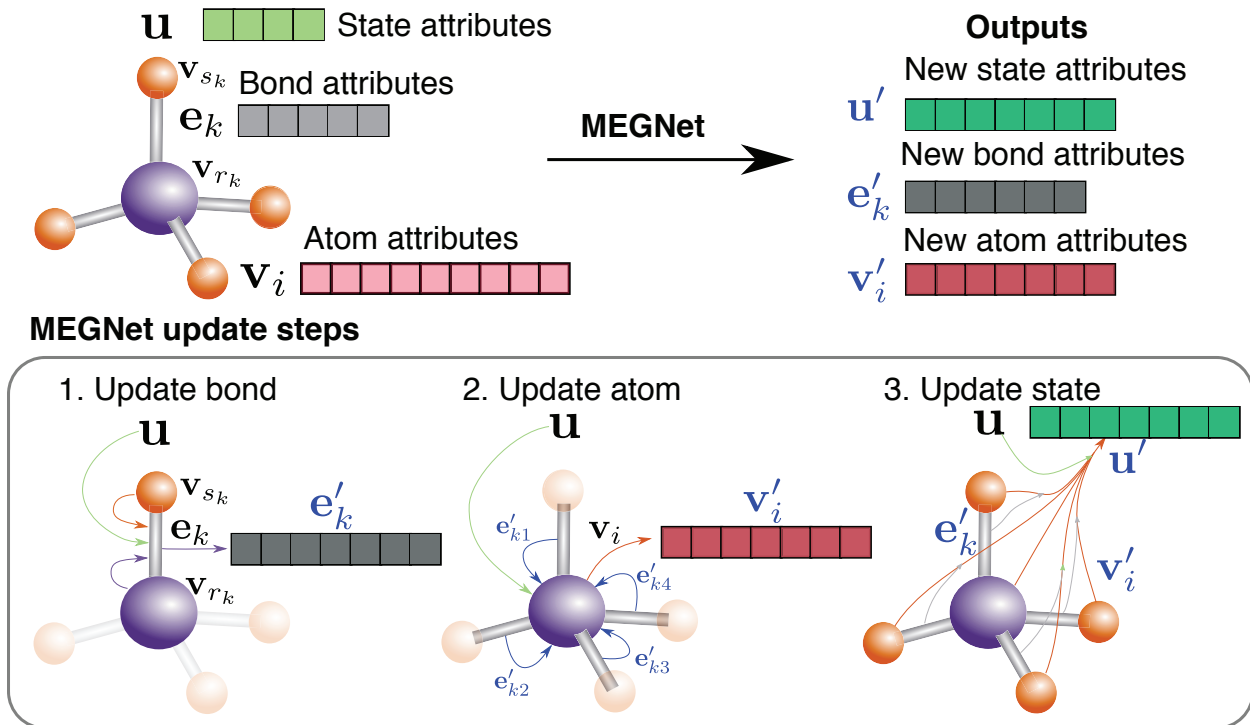 u State attributes
v_{s_k}
Bond attributes
e_k
v_{r_k}
Atom attributes
v_i
MEGNet
Outputs
New state attributes
u'
New bond attributes
e'_k
New atom attributes
v'_i
MEGNet update steps
1. Update bond
u
v_{s_k}
e_k
e'_k
v_{r_k}
2. Update atom
u
v'_i
e'_{k1}
v_i
e'_{k4}
e'_{k2}
e'_{k3}
3. Update state
u
u'
e'_k
v'_i